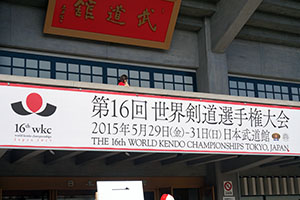 武道館
16th wkc
第16回 世界剣道選手権大会
2015年5月29日(金)-31日(日)日本武道館
THE 16th WORLD KENDO CHAMPIONSHIPS TOKYO, JAPAN